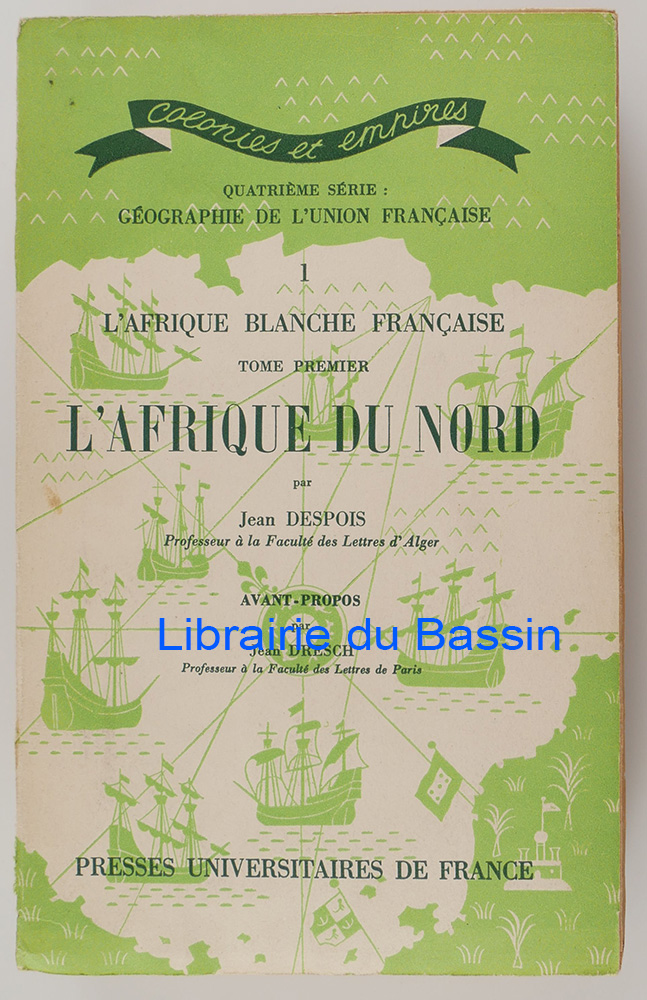 colonies et empires
QUATRIÈME SÉRIE :
GÉOGRAPHIE DE L'UNION FRANÇAISE
1
L'AFRIQUE BLANCHE FRANÇAISE
TOME PREMIER
L'AFRIQUE DU NORD
par
Jean DESPOIS
Professeur à la Faculté des Lettres d'Alger
AVANT-PROPOS
par
Librairie du Bassin
Jean DRESCH
Professeur à la Faculté des Lettres de Paris
PRESSES UNIVERSITAIRES DE FRANCE